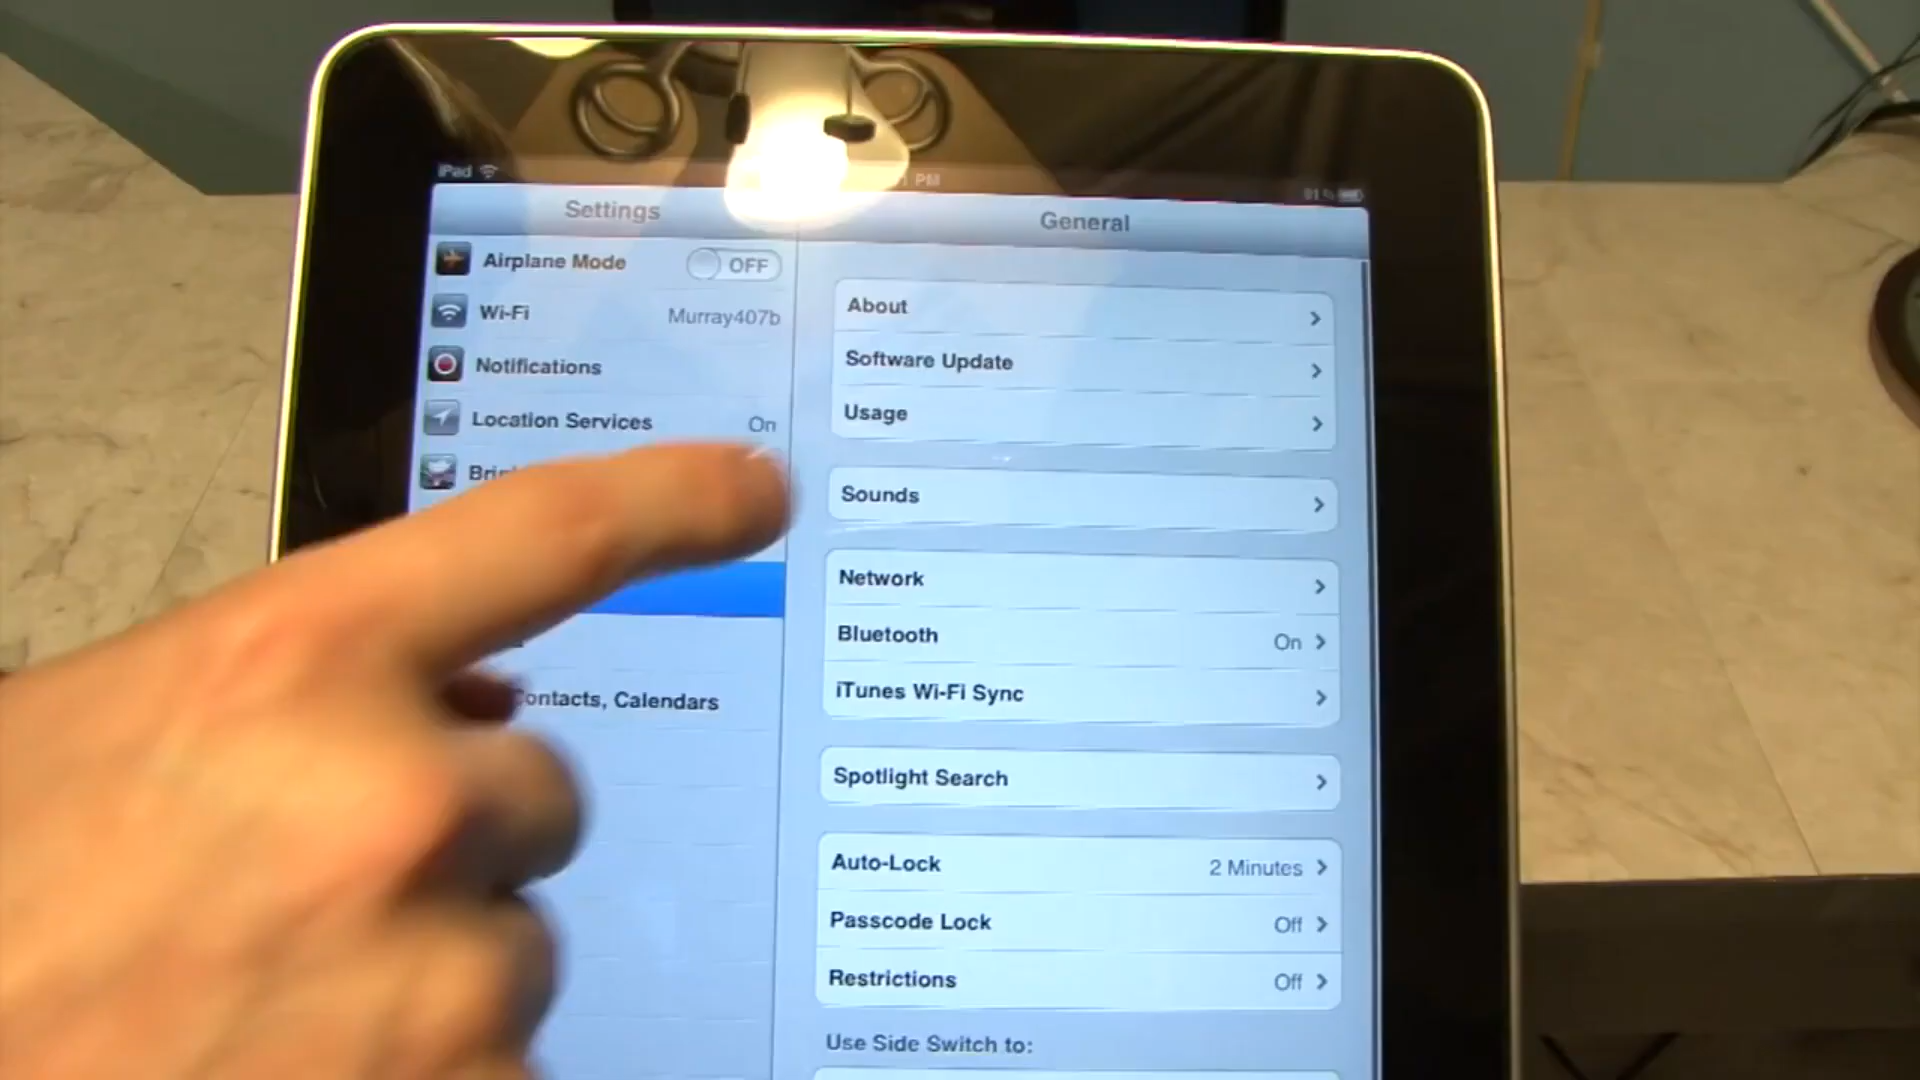 iPad
PM
Settings
General
Airplane Mode
OFF
Wi-Fi
Murray407b
Notifications
Location Services
On
Contacts, Calendars
About
Software Update
Usage
Sounds
Network
Bluetooth
On
iTunes Wi-Fi Sync
Spotlight Search
Auto-Lock
2 Minutes
Passcode Lock
Off
Restrictions
Off
Use Side Switch to: